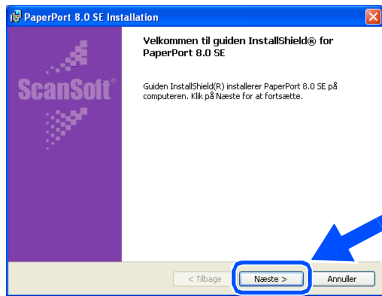 PaperPort 8.0 SE Installation
Velkommen til guiden InstallShield® for
PaperPort 8.0 SE
ScanSoft®
Guiden InstallShield(R) installerer PaperPort 8.0 SE på
computeren. Klik på Næste for at fortsætte.
< Tilbage Næste > Annuller